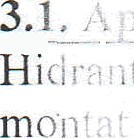 3.1. Ap
Hidrant
montat